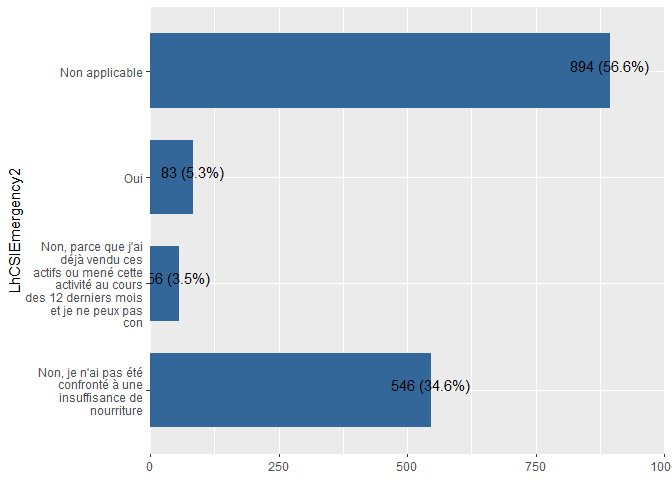 LhCSIEmergency2
Non applicable
894 (56.6%)
Oui
83 (5.3%)
Non, parce que j'ai
déjà vendu ces
actifs ou mené cette
activité au cours
des 12 derniers mois
et je ne peux pas
con
56 (3.5%)
Non, je n'ai pas été
confronté à une
insuffisance de
nourriture
546 (34.6%)
0 250 500 750 100